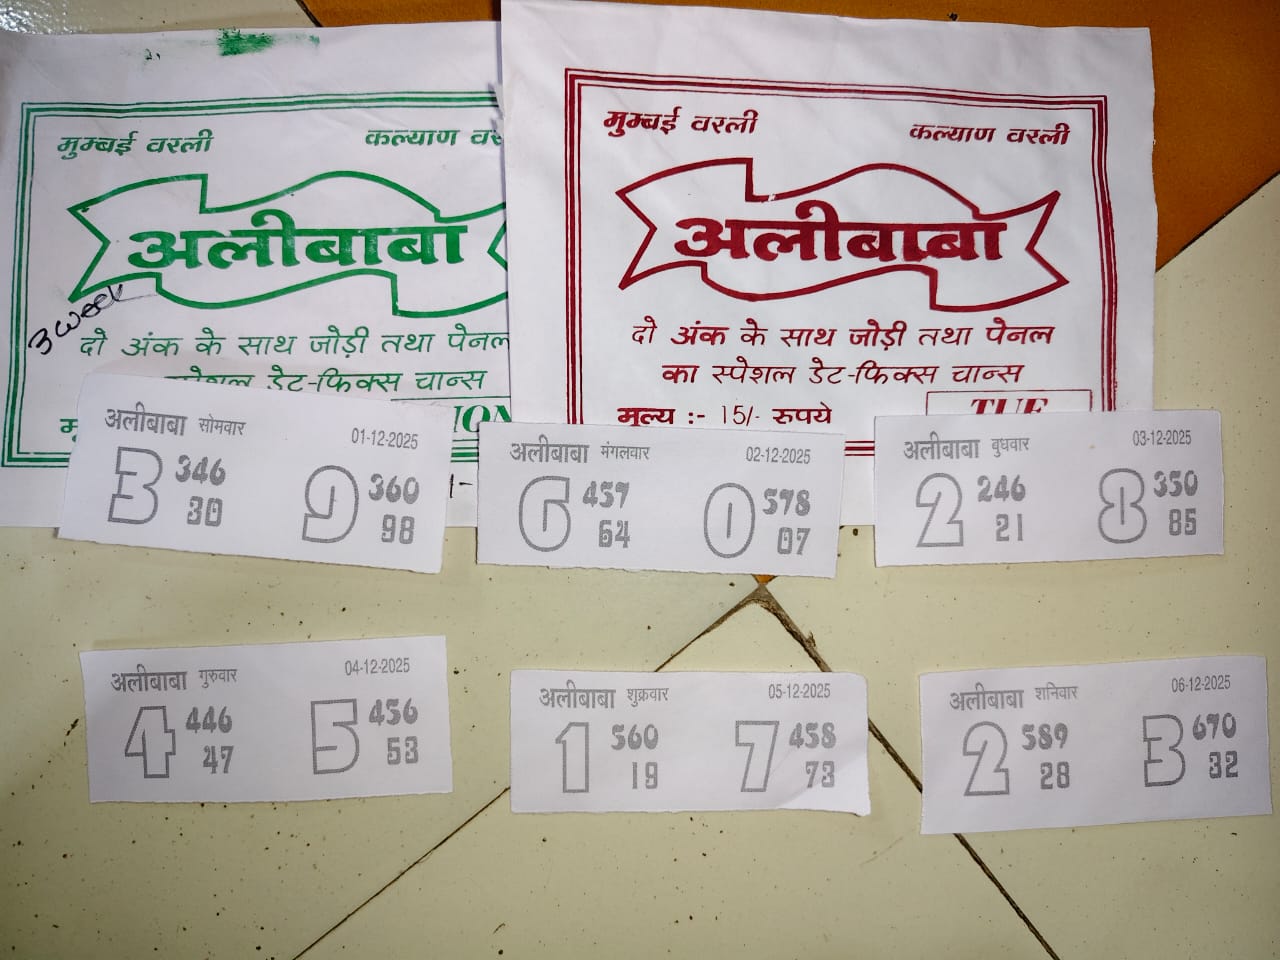 मुम्बई वरली कल्याण
अलीबाबा
3 week
दो अंक के साथ जोड़ी तथा पेनल
स्पेशल डेट-फिक्स चान्स
MON
मुम्बई वरली कल्याण वरली
अलीबाबा
दो अंक के साथ जोड़ी तथा पेनल
का स्पेशल डेट-फिक्स चान्स
मूल्य :- 15/- रुपये TUE
अलीबाबा सोमवार 01-12-2025
3 346 9 360
30 98
अलीबाबा मंगलवार 02-12-2025
6 457 0 578
64 07
अलीबाबा बुधवार 03-12-2025
2 246 8 350
21 85
अलीबाबा गुरुवार 04-12-2025
4 446 5 456
47 53
अलीबाबा शुक्रवार 05-12-2025
1 560 7 458
19 73
अलीबाबा शनिवार 06-12-2025
2 589 3 670
28 32